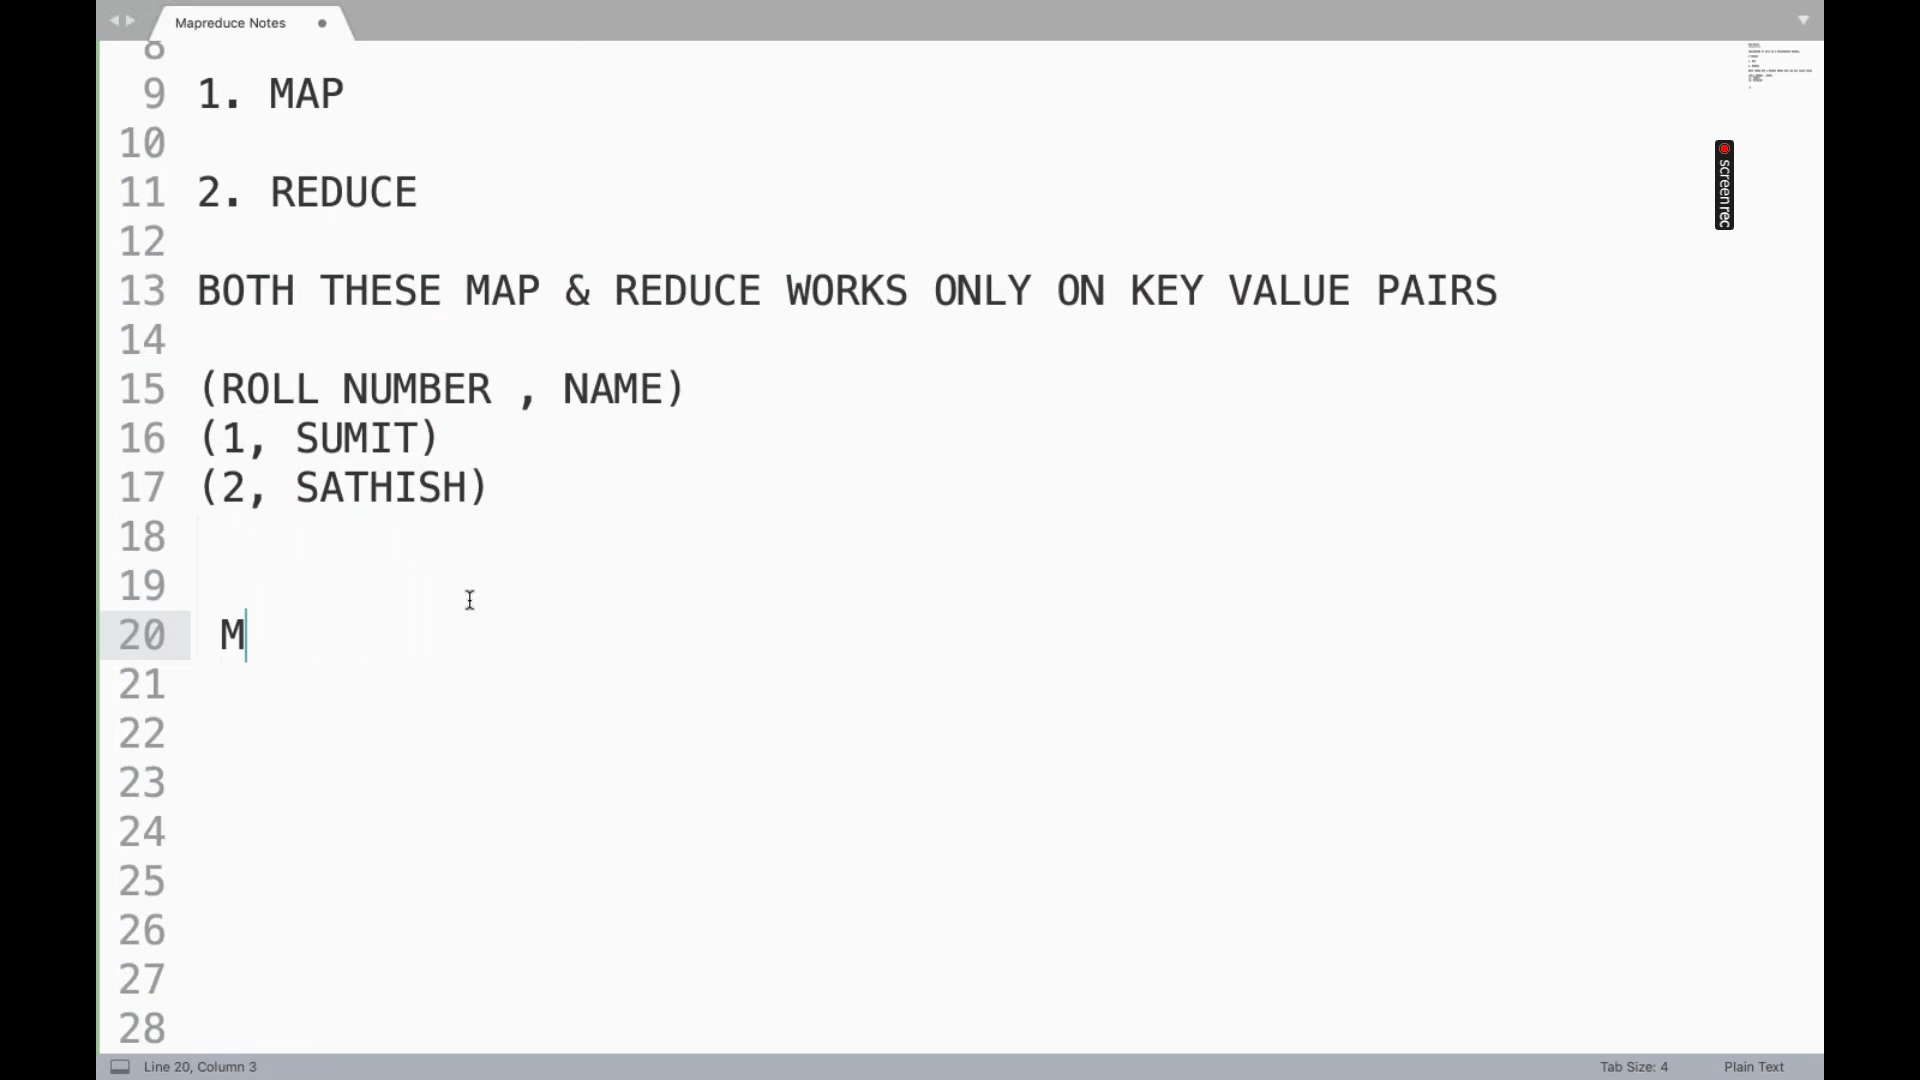 Mapreduce Notes
8
9 1. MAP
10
11 2. REDUCE
12
13 BOTH THESE MAP & REDUCE WORKS ONLY ON KEY VALUE PAIRS
14
15 (ROLL NUMBER , NAME)
16 (1, SUMIT)
17 (2, SATHISH)
18
19
20 M
21
22
23
24
25
26
27
28
screenrec
Line 20, Column 3
Tab Size: 4
Plain Text